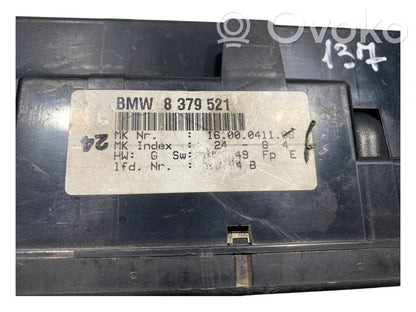 Ovoko
137
BMW 8 379 521
MK Nr. : 16.00.0411.
MK Index : 24 - 8 4
HW: G Sw: 49 Fp E
lfd. Nr. : 4 B
24